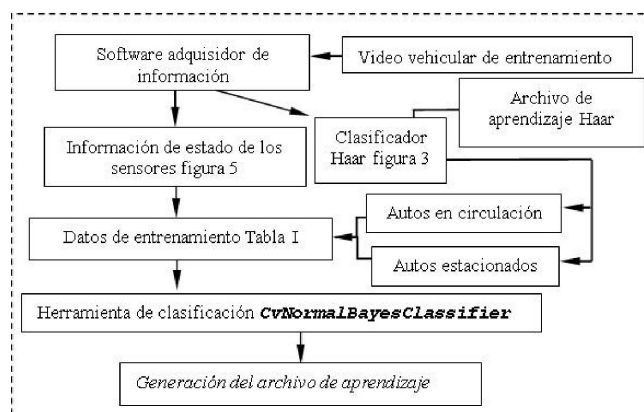 Software adquisidor de
información
Video vehicular de entrenamiento
Archivo de
aprendizaje Haar
Clasificador
Haar figura 3
Información de estado de los
sensores figura 5
Autos en circulación
Datos de entrenamiento Tabla I
Autos estacionados
Herramienta de clasificación CvNormalBayesClassifier
Generación del archivo de aprendizaje